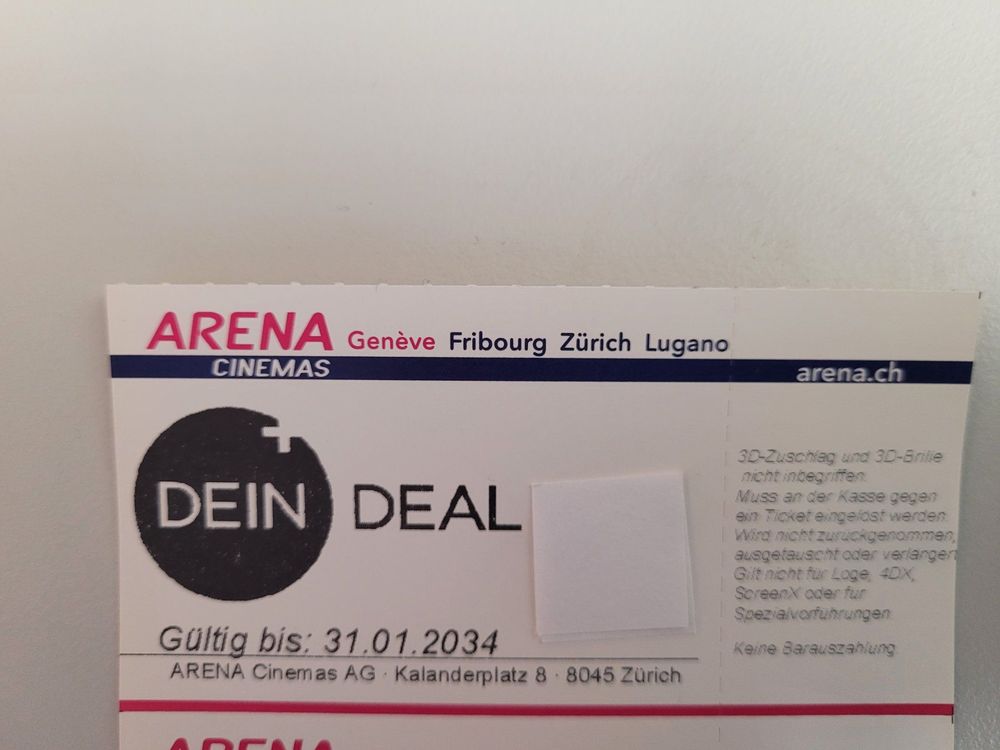 ARENA Genève Fribourg Zürich Lugano
CINEMAS
arena.ch
DEIN DEAL
Gültig bis: 31.01.2034
ARENA Cinemas AG · Kalanderplatz 8 · 8045 Zürich
3D-Zuschlag und 3D-Brille
nicht inbegriffen.
Muss an der Kasse gegen
ein Ticket eingelöst werden.
Wird nicht zurückgenommen,
ausgetauscht oder verlängert
Gilt nicht für Loge, 4DX,
ScreenX oder für
Spezialvorführungen.
Keine Barauszahlung.
ARENA